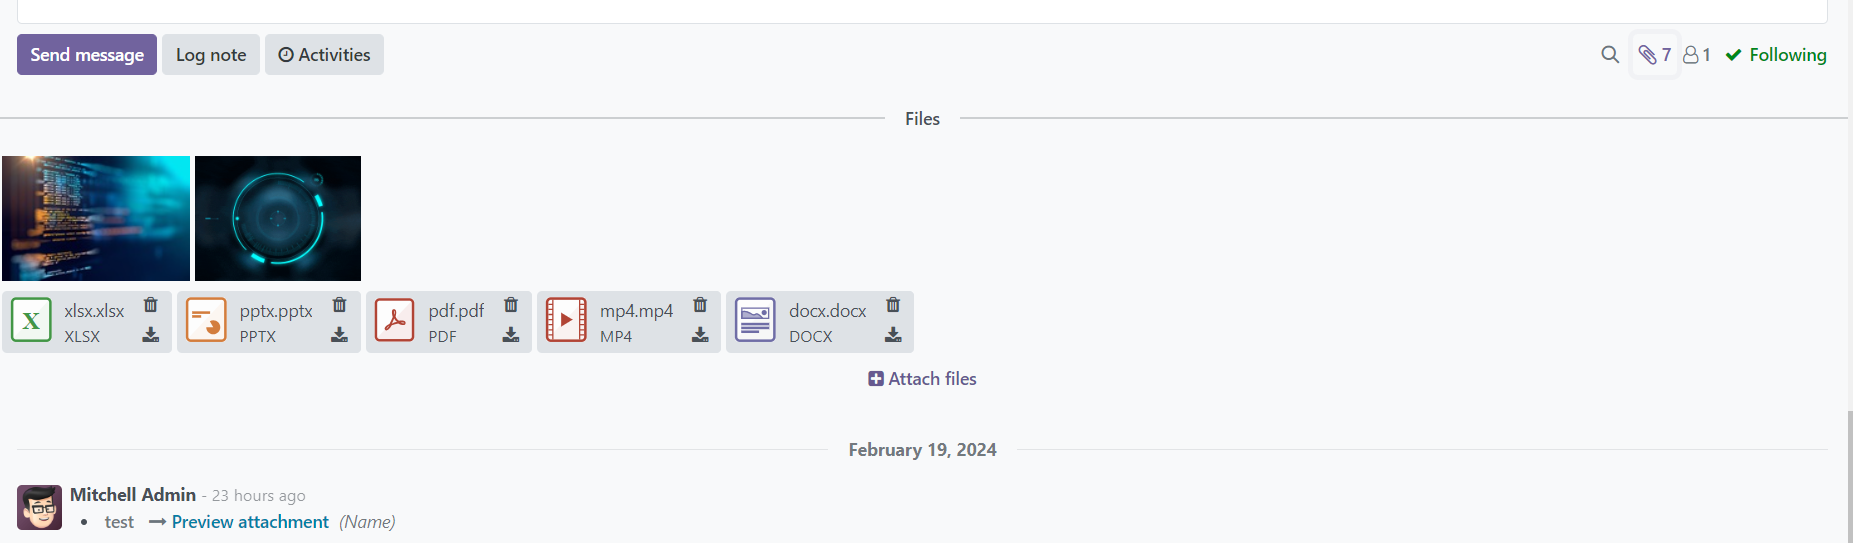 Send message Log note Activities 7 1 Following
Files
xlsx.xlsx pptx.pptx pdf.pdf mp4.mp4 docx.docx
X XLSX PPTX PDF MP4 DOCX
Attach files
February 19, 2024
Mitchell Admin - 23 hours ago
• test → Preview attachment (Name)